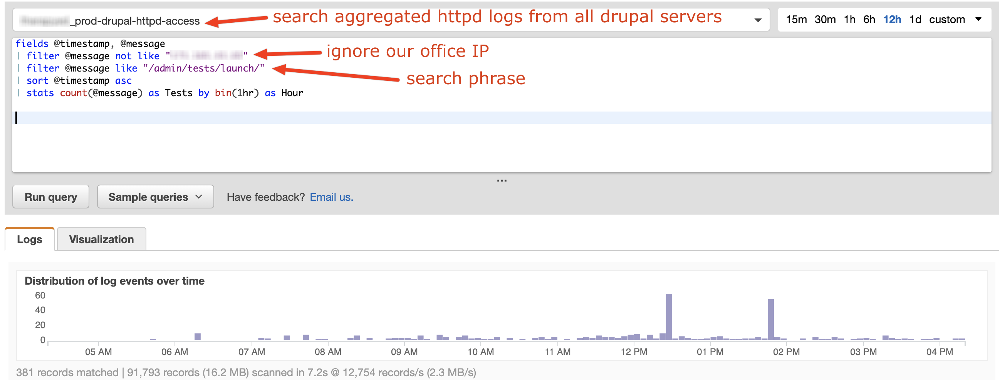 _prod-drupal-httpd-access
search aggregated httpd logs from all drupal servers
15m 30m 1h 6h 12h 1d custom
fields @timestamp, @message
| filter @message not like " "
ignore our office IP
| filter @message like "/admin/tests/launch/"
search phrase
| sort @timestamp asc
| stats count(@message) as Tests by bin(1hr) as Hour
...
Run query
Sample queries
Have feedback? Email us.
Logs
Visualization
Distribution of log events over time
60
40
20
0
05 AM 06 AM 07 AM 08 AM 09 AM 10 AM 11 AM 12 PM 01 PM 02 PM 03 PM 04 PM
381 records matched | 91,793 records (16.2 MB) scanned in 7.2s @ 12,754 records/s (2.3 MB/s)